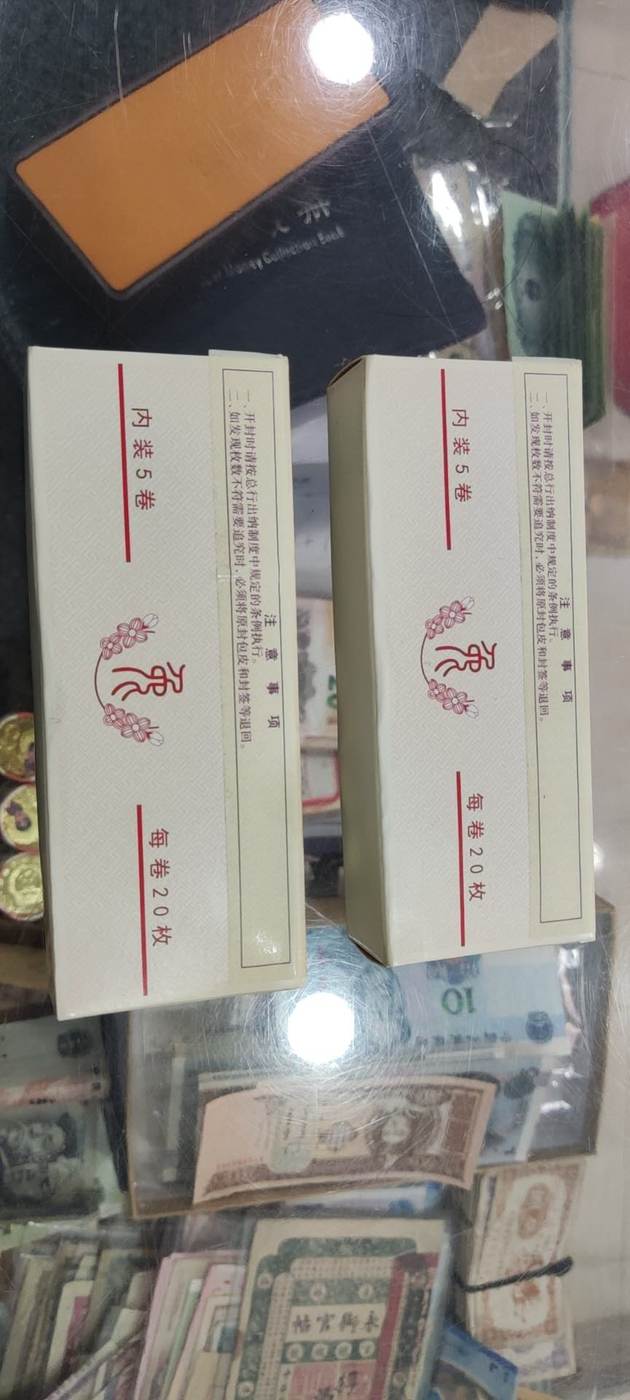 Money Collection Book
注意事项
一、开封时请按总行出纳制度中规定的条例执行。
二、如发现枚数不符需要追究时，必须将原封包皮和封签等退回。
内装5卷
每卷20枚
注意事项
一、开封时请按总行出纳制度中规定的条例执行。
二、如发现枚数不符需要追究时，必须将原封包皮和封签等退回。
内装5卷
每卷20枚
10